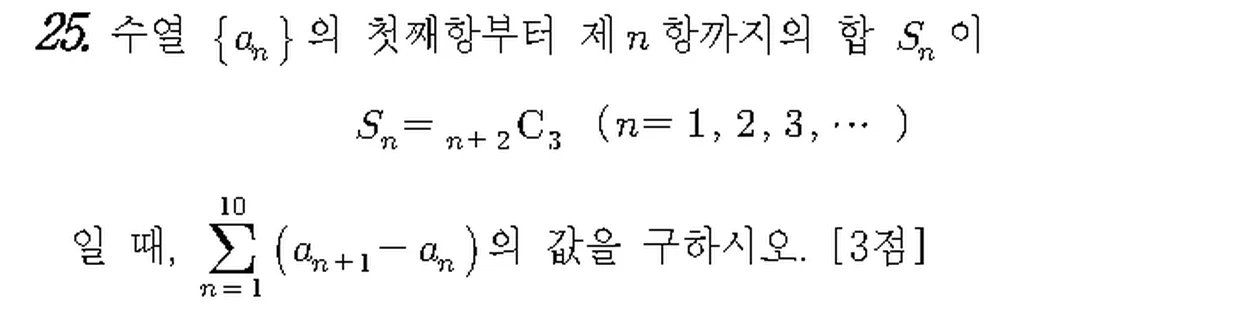 25. 수열 {aₙ}의 첫째항부터 제 n 항까지의 합 Sₙ이
Sₙ = ₙ₊₂C₃ (n = 1, 2, 3, ⋯ )
일 때, ∑_{n=1}^{10} (aₙ₊₁ − aₙ)의 값을 구하시오. [3점]